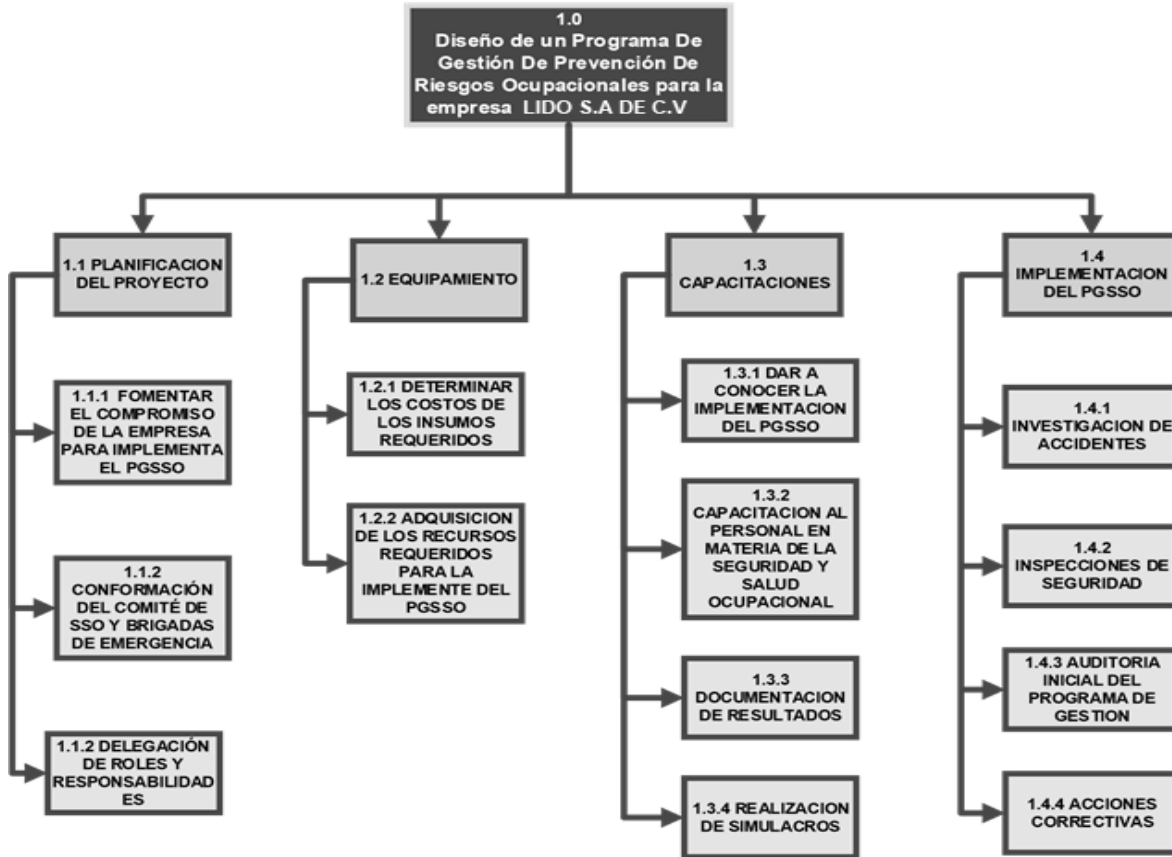 1.0
Diseño de un Programa De
Gestión De Prevención De
Riesgos Ocupacionales para la
empresa LIDO S.A DE C.V
1.1 PLANIFICACION
DEL PROYECTO
1.2 EQUIPAMIENTO
1.3
CAPACITACIONES
1.4
IMPLEMENTACION
DEL PGSSO
1.1.1 FOMENTAR
EL COMPROMISO
DE LA EMPRESA
PARA IMPLEMENTA
EL PGSSO
1.1.2
CONFORMACIÓN
DEL COMITÉ DE
SSO Y BRIGADAS
DE EMERGENCIA
1.1.2 DELEGACIÓN
DE ROLES Y
RESPONSABILIDAD
ES
1.2.1 DETERMINAR
LOS COSTOS DE
LOS INSUMOS
REQUERIDOS
1.2.2 ADQUISICION
DE LOS RECURSOS
REQUERIDOS
PARA LA
IMPLEMENTE DEL
PGSSO
1.3.1 DAR A
CONOCER LA
IMPLEMENTACION
DEL PGSSO
1.3.2
CAPACITACION AL
PERSONAL EN
MATERIA DE LA
SEGURIDAD Y
SALUD
OCUPACIONAL
1.3.3
DOCUMENTACION
DE RESULTADOS
1.3.4 REALIZACION
DE SIMULACROS
1.4.1
INVESTIGACION DE
ACCIDENTES
1.4.2
INSPECCIONES DE
SEGURIDAD
1.4.3 AUDITORIA
INICIAL DEL
PROGRAMA DE
GESTION
1.4.4 ACCIONES
CORRECTIVAS